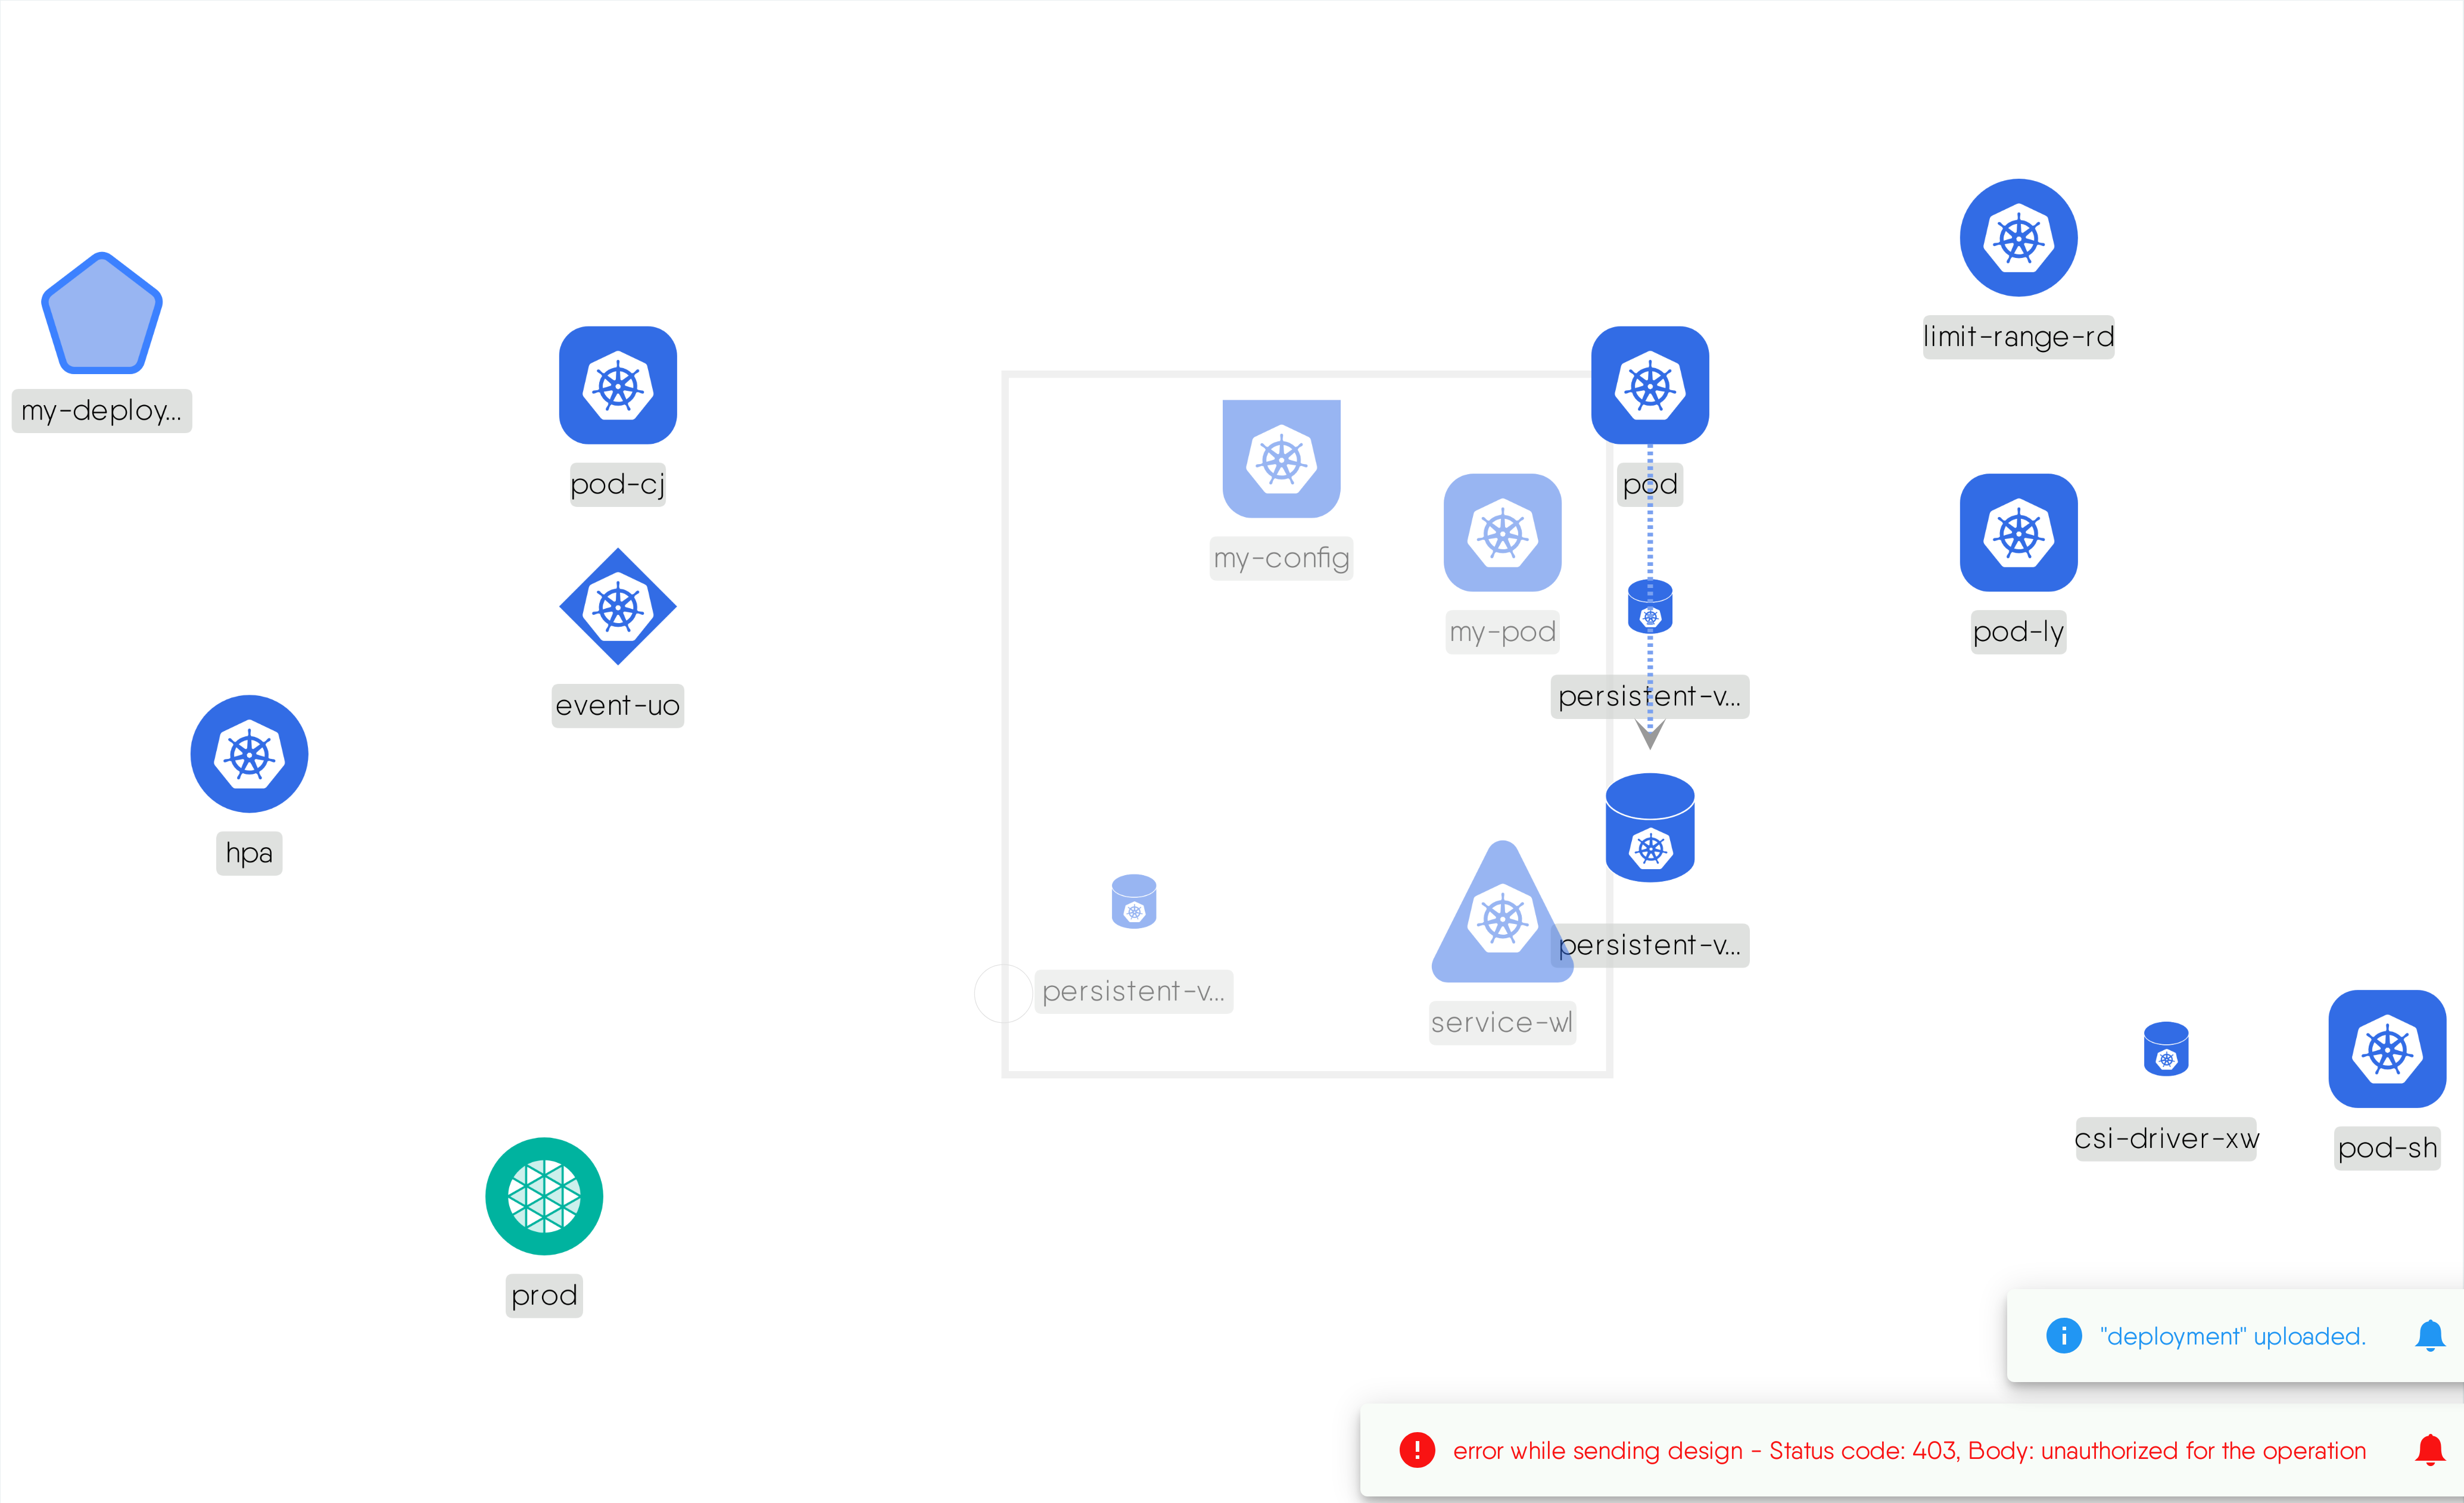 limit-range-rd
my-deploy...
pod-cj
pod
my-config
my-pod
pod-ly
persistent-v...
event-uo
hpa
persistent-v...
persistent-v...
service-wl
csi-driver-xw
pod-sh
prod
"deployment" uploaded.
error while sending design - Status code: 403, Body: unauthorized for the operation